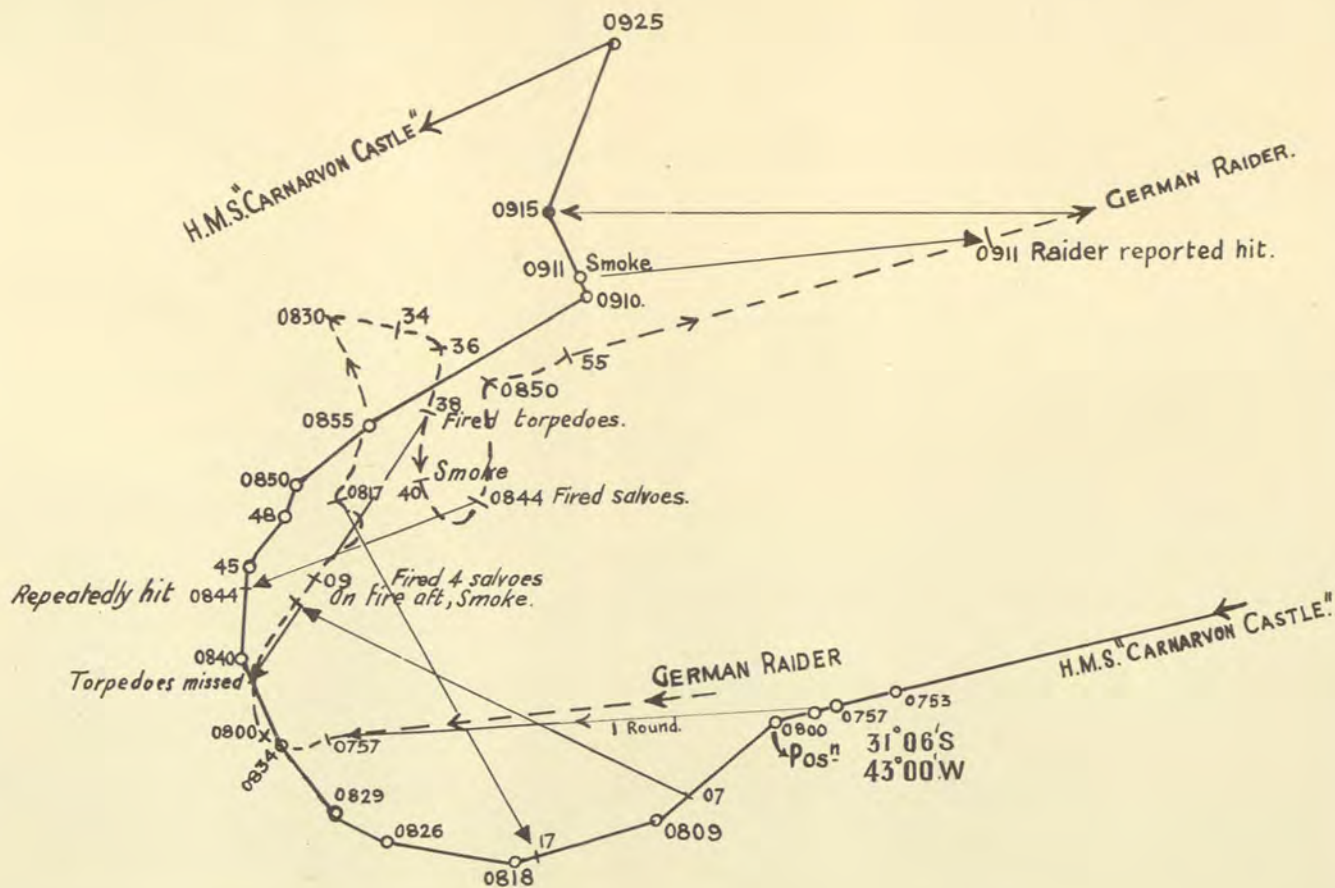 0925
H.M.S. "CARNARVON CASTLE"
GERMAN RAIDER.
0915
0911 Raider reported hit.
0911 Smoke
0910.
0830
34
36
55
0850
38
Fired torpedoes.
0855
Smoke
40
0844 Fired salvoes.
0850
0817
48
45
Repeatedly hit 0844
09
Fired 4 salvoes
On fire aft, Smoke.
0840
Torpedoes missed
GERMAN RAIDER
H.M.S. "CARNARVON CASTLE."
0753
0757
0800
1 Round.
0757
0800
0834
Posn 31°06'S
43°00'.W
07
0829
0809
0826
17
0818